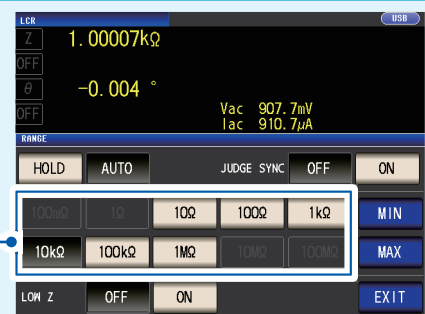 LCR USB
Z 1.00007kΩ
OFF
θ -0.004 °
OFF
Vac 907.7mV
Iac 910.7μA
RANGE
HOLD AUTO JUDGE SYNC OFF ON
100mΩ 1Ω 10Ω 100Ω 1kΩ MIN
10kΩ 100kΩ 1MΩ 10MΩ 100MΩ MAX
LOW Z OFF ON EXIT